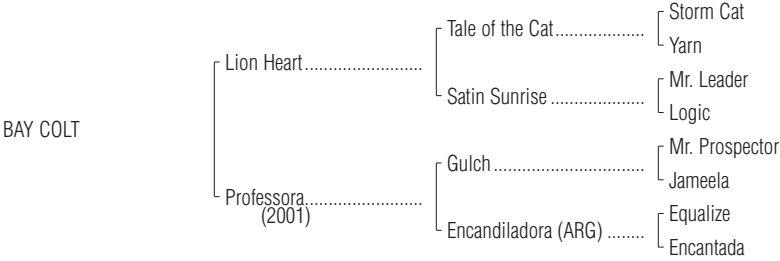 Storm Cat
Tale of the Cat...................
Yarn
Lion Heart.........................
Mr. Leader
Satin Sunrise ....................
Logic
BAY COLT
Mr. Prospector
Gulch................................
Jameela
Professora.........................
(2001)
Equalize
Encandiladora (ARG) ........
Encantada